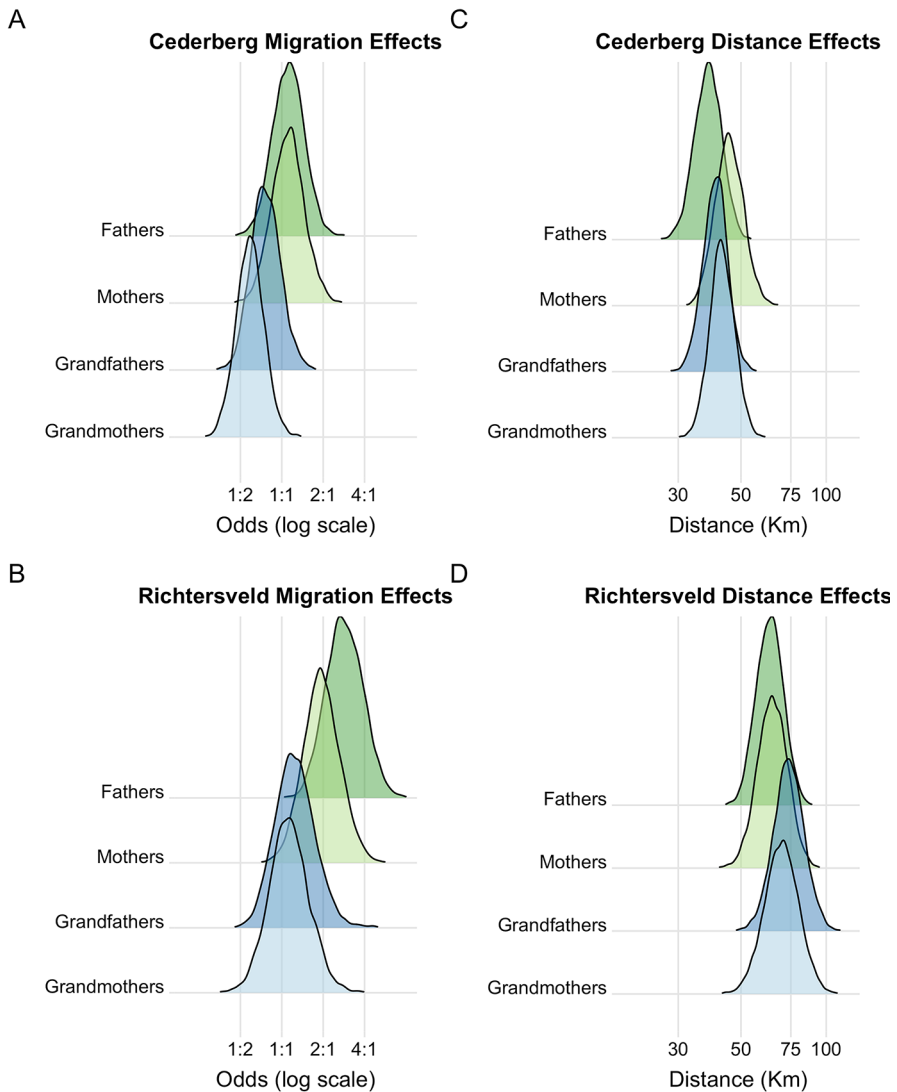 A
Cederberg Migration Effects
Fathers
Mothers
Grandfathers
Grandmothers
1:2 1:1 2:1 4:1
Odds (log scale)
C
Cederberg Distance Effects
Fathers
Mothers
Grandfathers
Grandmothers
30 50 75 100
Distance (Km)
B
Richtersveld Migration Effects
Fathers
Mothers
Grandfathers
Grandmothers
1:2 1:1 2:1 4:1
Odds (log scale)
D
Richtersveld Distance Effects
Fathers
Mothers
Grandfathers
Grandmothers
30 50 75 100
Distance (Km)